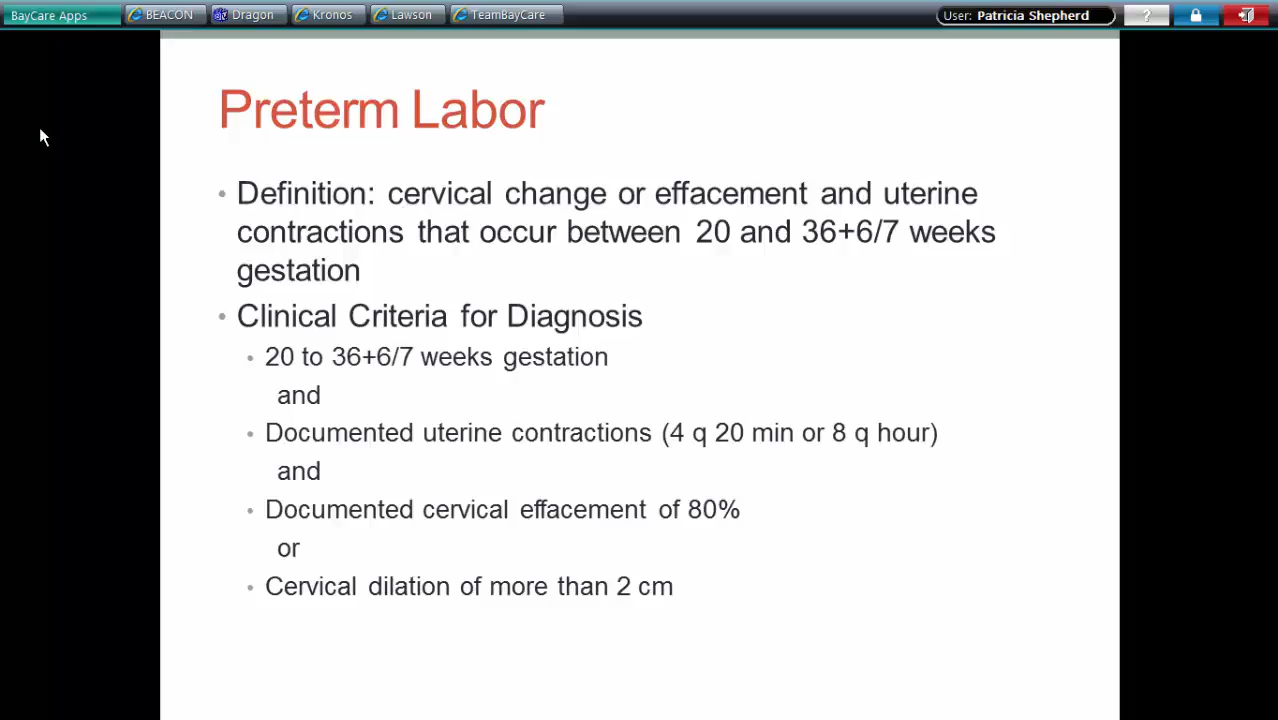 BayCare Apps BEACON Dragon Kronos Lawson TeamBayCare User: Patricia Shepherd ?
Preterm Labor
• Definition: cervical change or effacement and uterine
contractions that occur between 20 and 36+6/7 weeks
gestation
• Clinical Criteria for Diagnosis
• 20 to 36+6/7 weeks gestation
and
• Documented uterine contractions (4 q 20 min or 8 q hour)
and
• Documented cervical effacement of 80%
or
• Cervical dilation of more than 2 cm